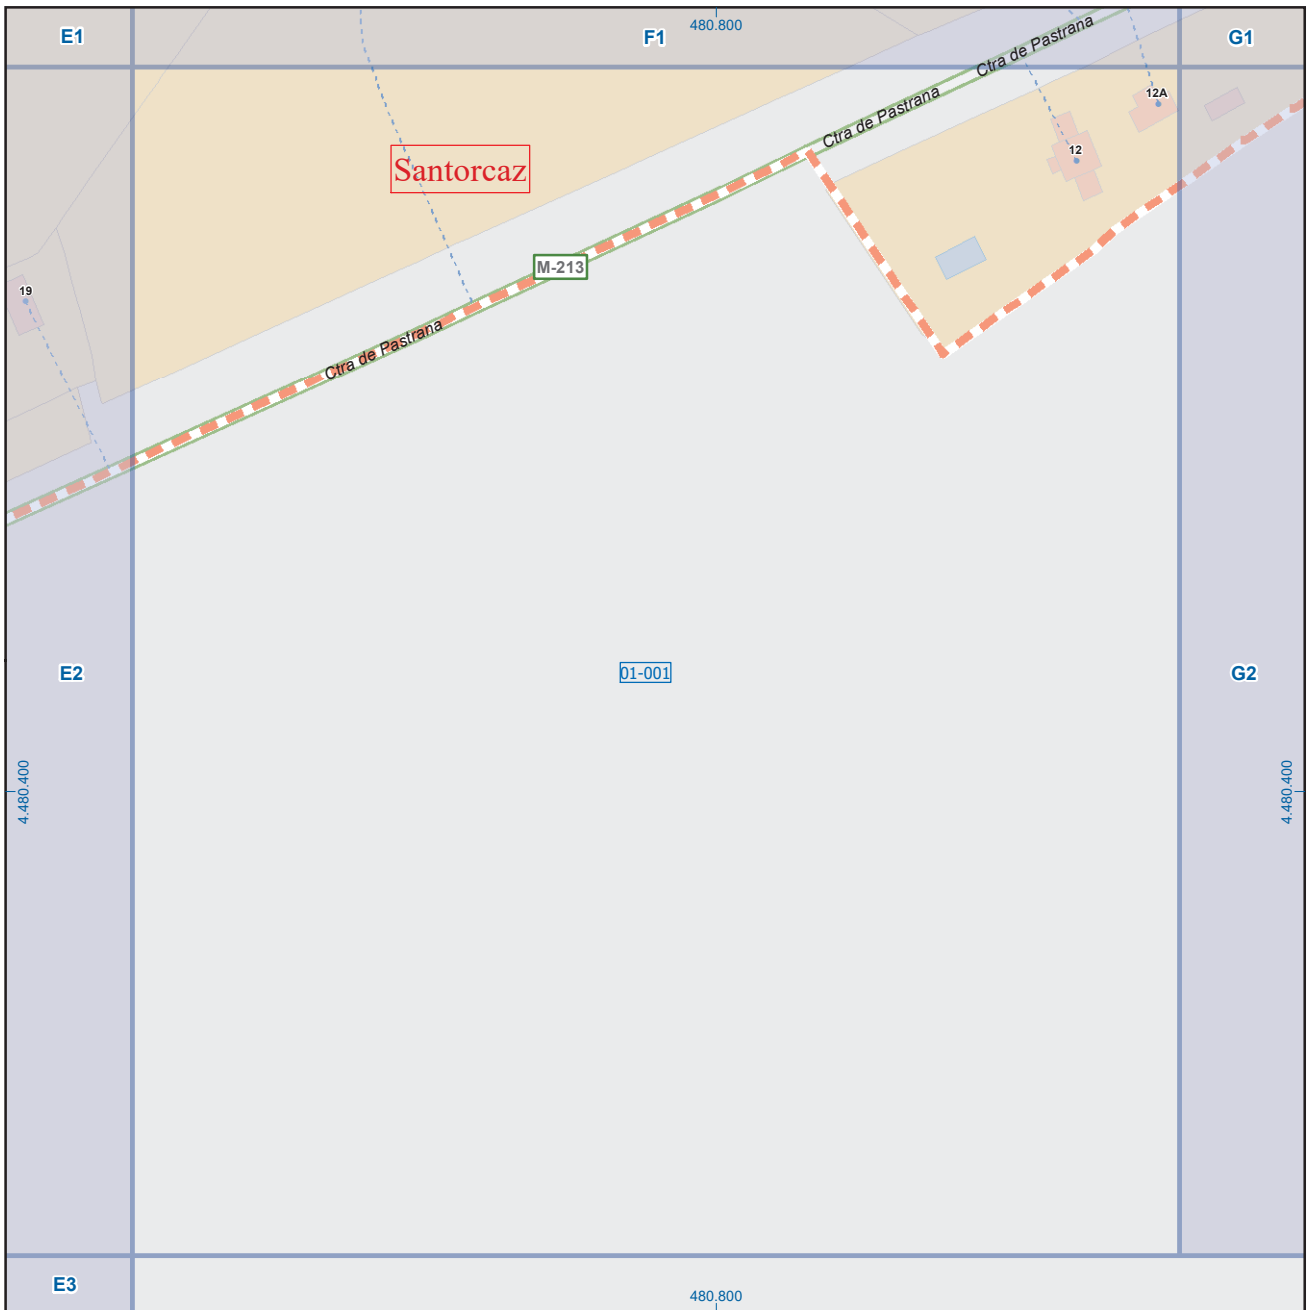 E1
F1
480.800
G1
Ctra de Pastrana
12A
Ctra de Pastrana
12
Santorcaz
M-213
19
Ctra de Pastrana
E2
01-001
G2
4.480.400
4.480.400
E3
480.800